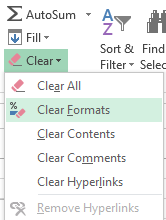 AutoSum
Fill
Clear
Sort &
Filter
Find
Selec
Clear All
Clear Formats
Clear Contents
Clear Comments
Clear Hyperlinks
Remove Hyperlinks